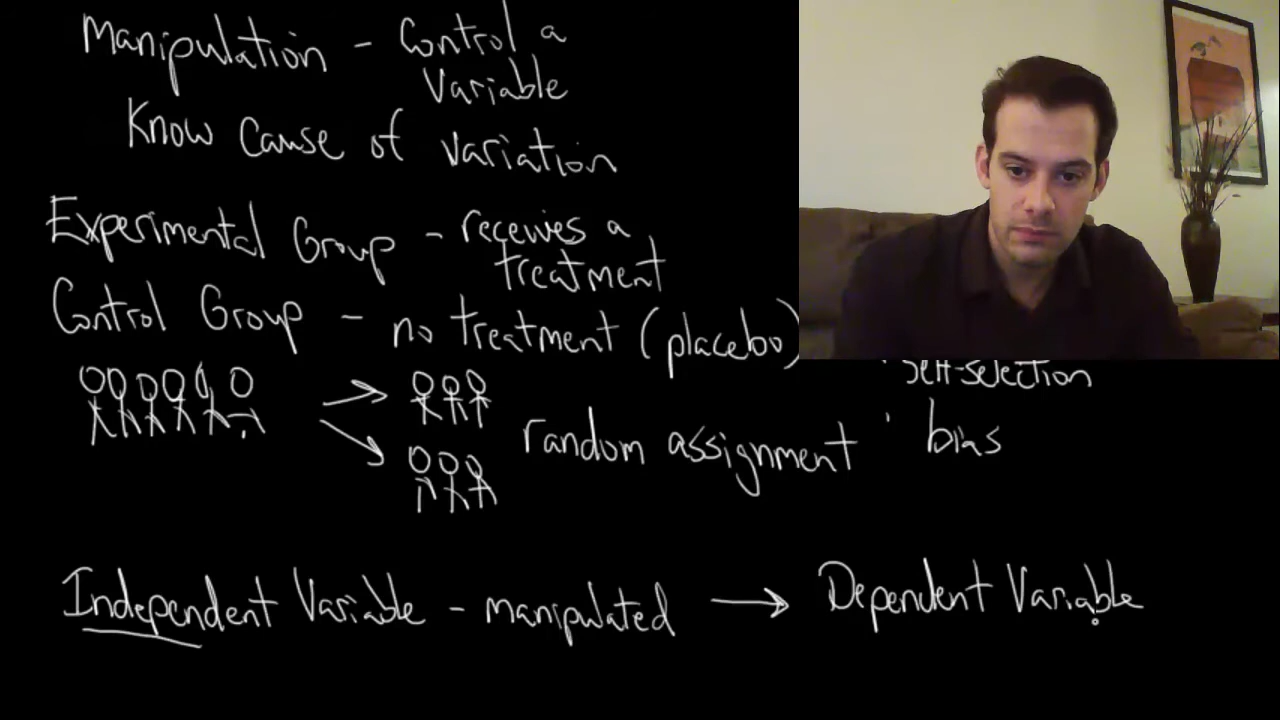 Manipulation - Control a
Variable
Know Cause of variation
Experimental Group - receives a
treatment
Control Group - no treatment (placebo)
self-selection
random assignment
bias
Independent Variable - manipulated → Dependent Variable